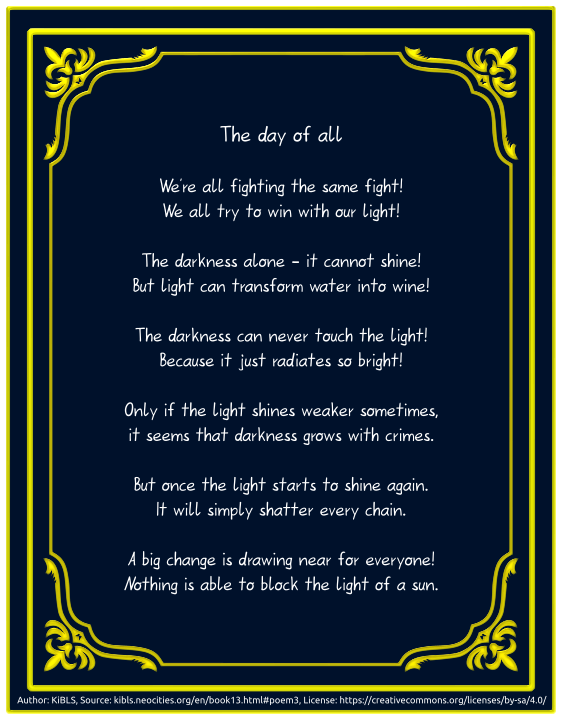 The day of all
We're all fighting the same fight!
We all try to win with our light!
The darkness alone – it cannot shine!
But light can transform water into wine!
The darkness can never touch the light!
Because it just radiates so bright!
Only if the light shines weaker sometimes,
it seems that darkness grows with crimes.
But once the light starts to shine again.
It will simply shatter every chain.
A big change is drawing near for everyone!
Nothing is able to block the light of a sun.
Author: KiBLS, Source: kibls.neocities.org/en/book13.html#poem3, License: https://creativecommons.org/licenses/by-sa/4.0/